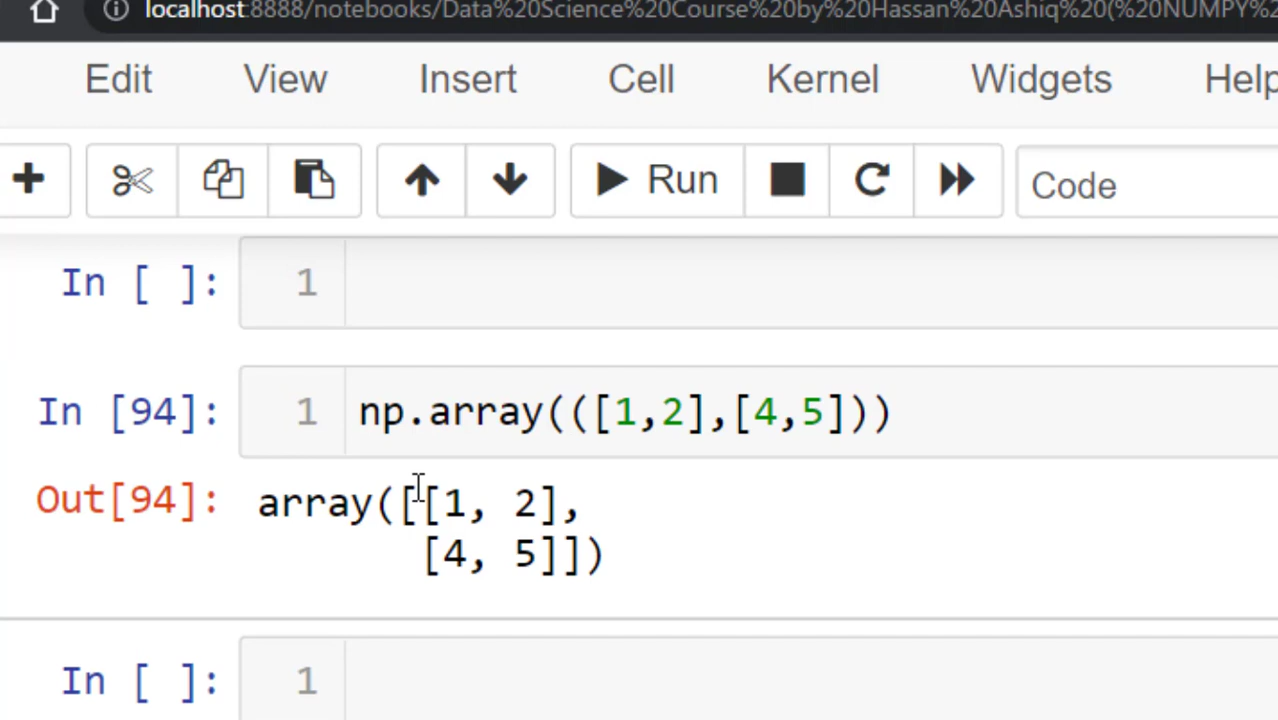 localhost:8888/notebooks/Data%20Science%20Course%20by%20Hassan%20Ashiq%20(%20NUMPY%2
Edit View Insert Cell Kernel Widgets Help
Run Code
In [ ]: 1
In [94]: 1 np.array(([1,2],[4,5]))
Out[94]: array([[1, 2],
[4, 5]])
In [ ]: 1